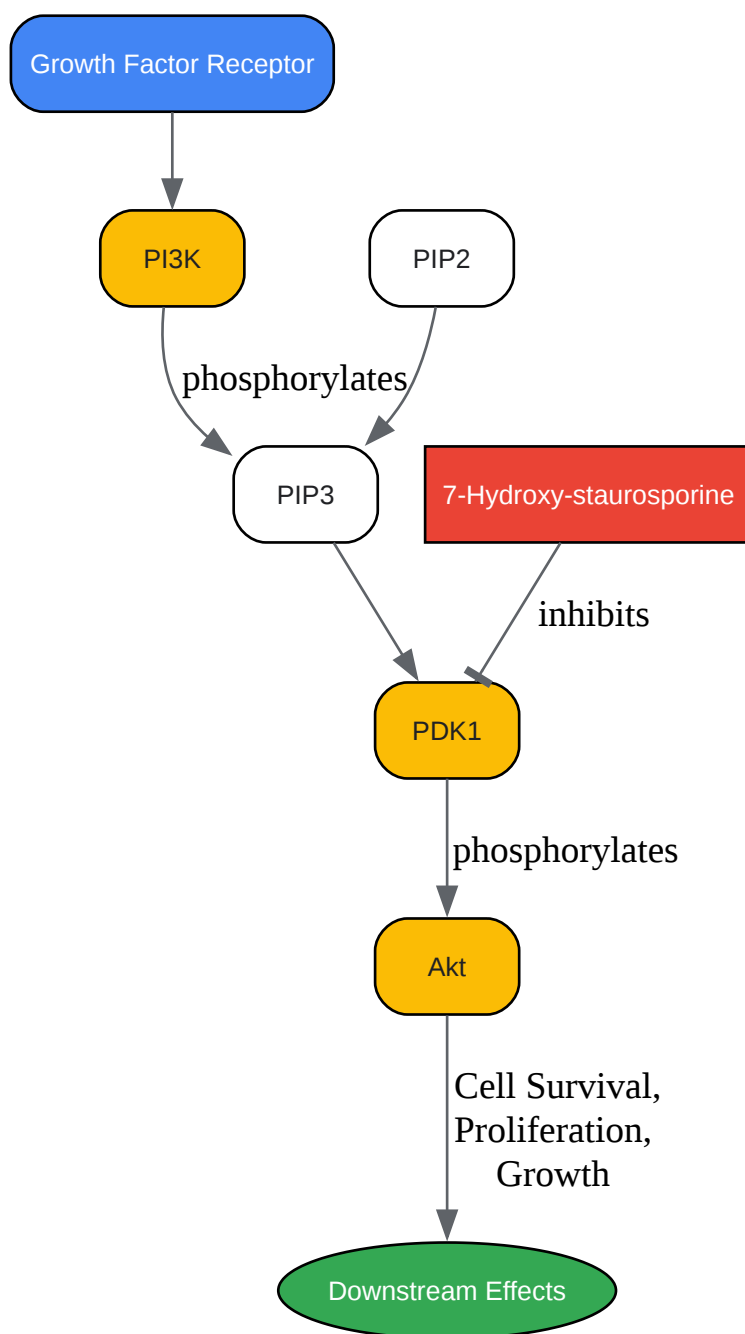 Growth Factor Receptor
PI3K
PIP2
phosphorylates
PIP3
7-Hydroxy-staurosporine
inhibits
PDK1
phosphorylates
Akt
Cell Survival,
Proliferation,
Growth
Downstream Effects